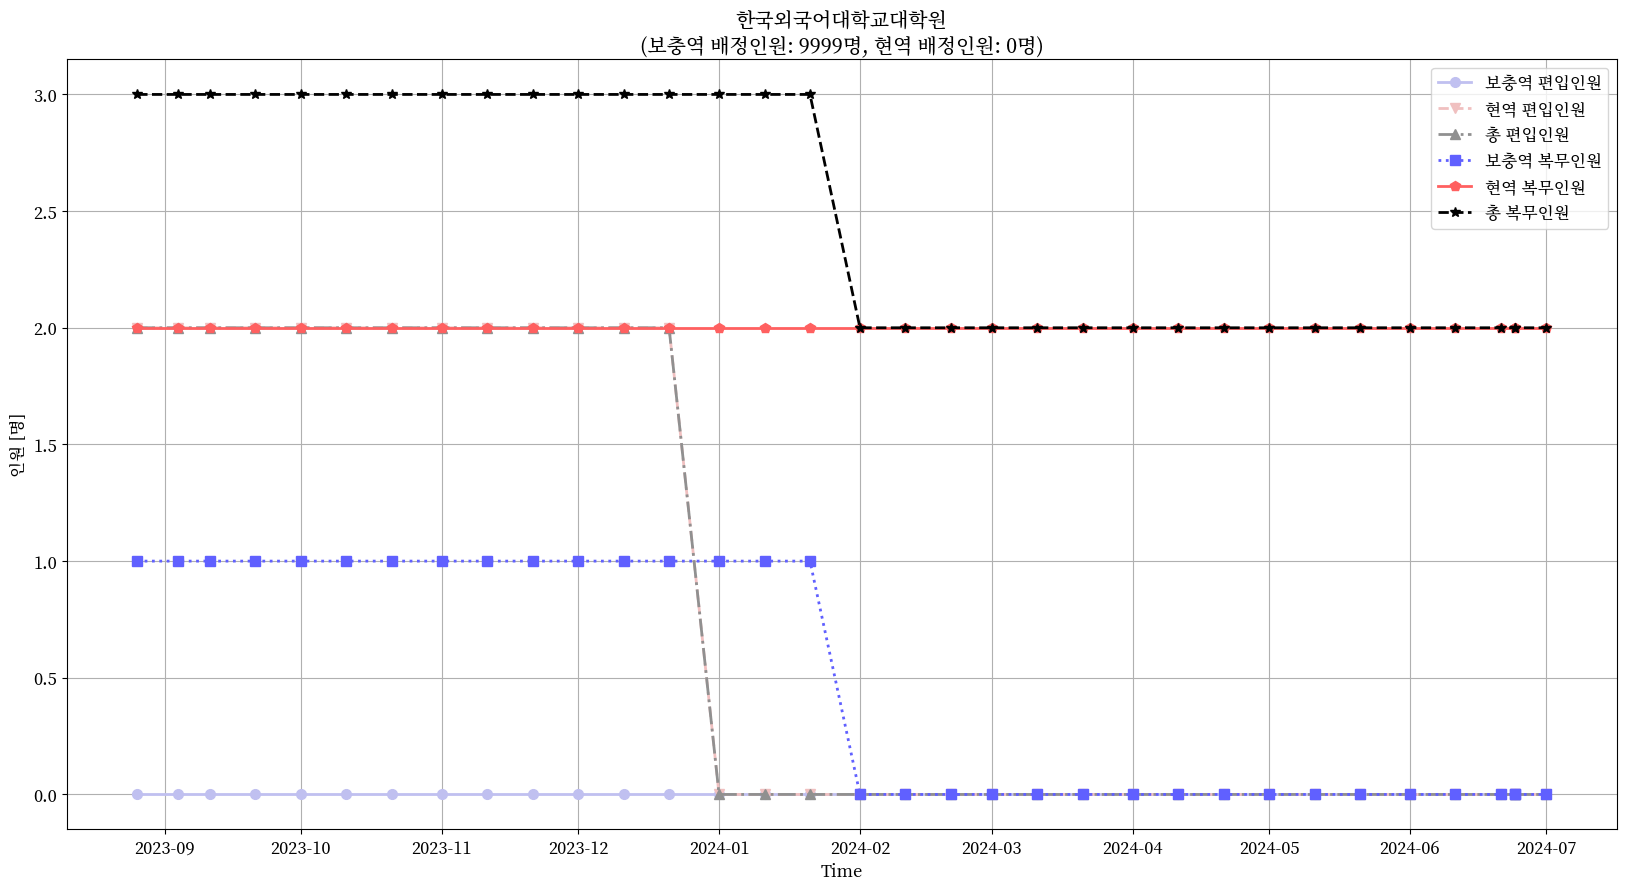 한국외국어대학교대학원
(보충역 배정인원: 9999명, 현역 배정인원: 0명)
보충역 편입인원
현역 편입인원
총 편입인원
보충역 복무인원
현역 복무인원
총 복무인원
3.0
2.5
2.0
1.5
1.0
0.5
0.0
인원 [명]
2023-09
2023-10
2023-11
2023-12
2024-01
2024-02
2024-03
2024-04
2024-05
2024-06
2024-07
Time